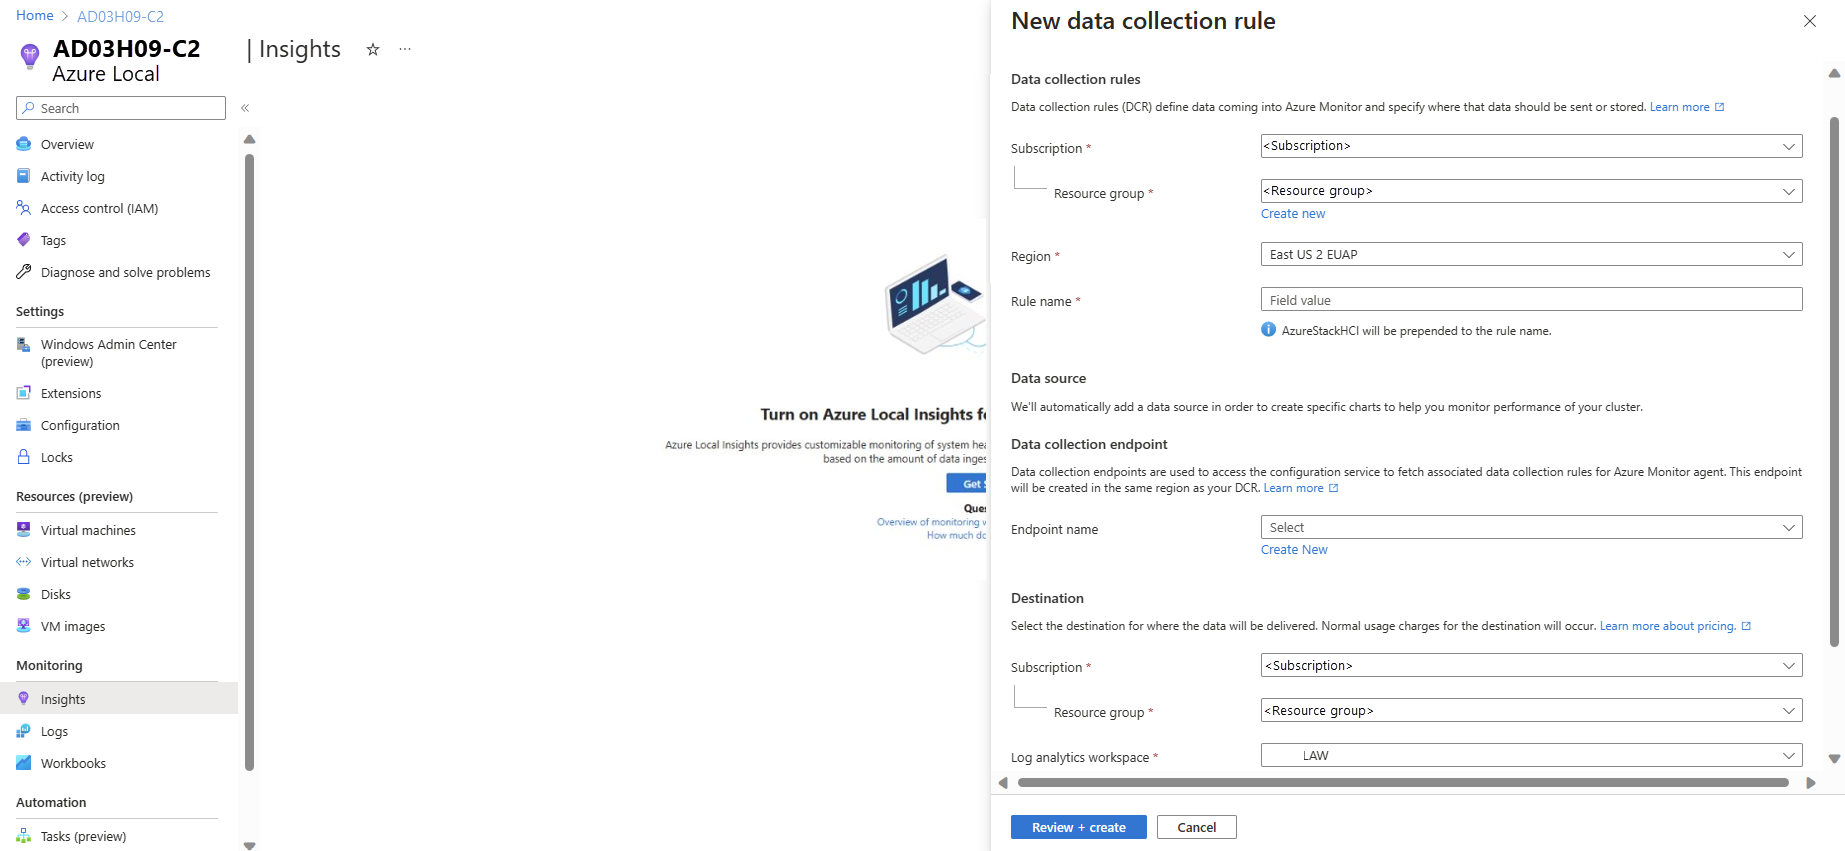 Home > AD03H09-C2
AD03H09-C2 | Insights
Azure Local
Search
Overview
Activity log
Access control (IAM)
Tags
Diagnose and solve problems
Settings
Windows Admin Center
(preview)
Extensions
Configuration
Locks
Resources (preview)
Virtual machines
Virtual networks
Disks
VM images
Monitoring
Insights
Logs
Workbooks
Automation
Tasks (preview)
Turn on Azure Local Insights
Azure Local Insights provides customizable monitoring of system
based on the amount of data
Get
Overview of monitoring
How much
New data collection rule
Data collection rules
Data collection rules (DCR) define data coming into Azure Monitor and specify where that data should be sent or stored. Learn more
Subscription *
<Subscription>
Resource group *
<Resource group>
Create new
Region *
East US 2 EUAP
Rule name *
Field value
AzureStackHCI will be prepended to the rule name.
Data source
We'll automatically add a data source in order to create specific charts to help you monitor performance of your cluster.
Data collection endpoint
Data collection endpoints are used to access the configuration service to fetch associated data collection rules for Azure Monitor agent. This endpoint
will be created in the same region as your DCR. Learn more
Endpoint name
Select
Create New
Destination
Select the destination for where the data will be delivered. Normal usage charges for the destination will occur. Learn more about pricing.
Subscription *
<Subscription>
Resource group *
<Resource group>
Log analytics workspace *
LAW
Review + create
Cancel